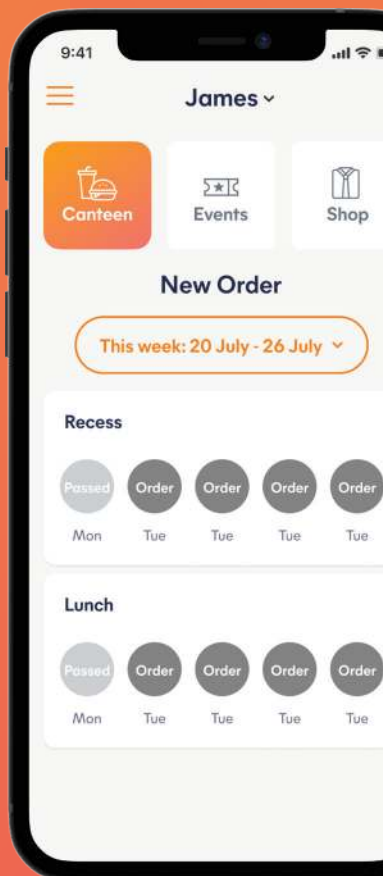 9:41
James
Canteen Events Shop
New Order
This week: 20 July - 26 July
Recess
Passed Order Order Order Order
Mon Tue Tue Tue Tue
Lunch
Passed Order Order Order Order
Mon Tue Tue Tue Tue